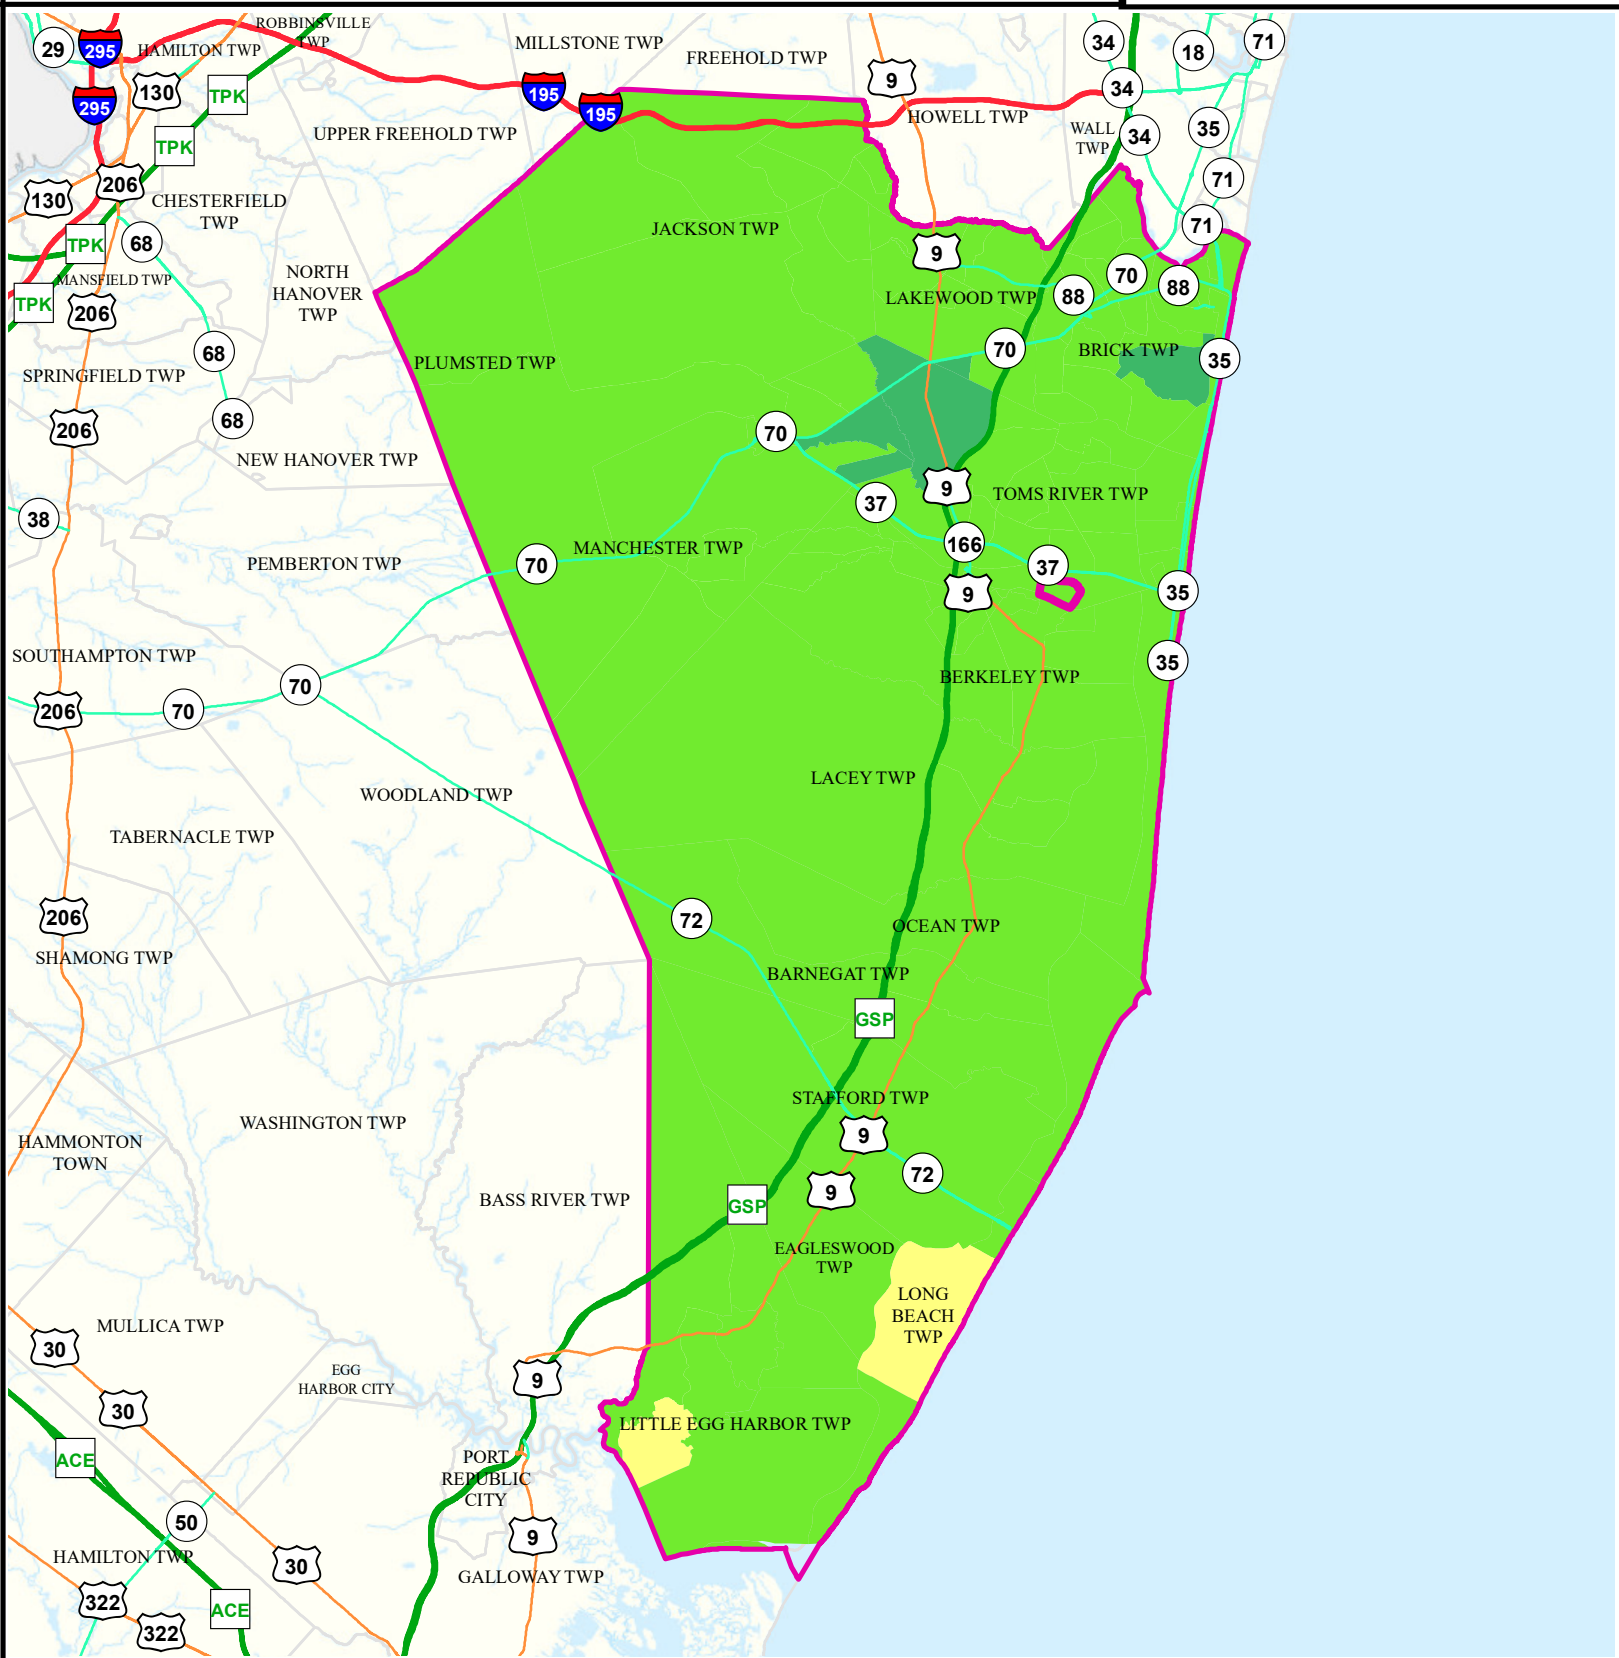 ROBBINSVILLE
TWP
29
295
HAMILTON TWP
MILLSTONE TWP
FREEHOLD TWP
34
18
71
130
TPK
295
195
195
9
34
UPPER FREEHOLD TWP
HOWELL TWP
WALL
TWP
34
35
TPK
206
130
CHESTERFIELD
TWP
71
71
TPK
68
JACKSON TWP
9
MANSFIELD TWP
NORTH
HANOVER
TWP
TPK
206
LAKEWOOD TWP
88
70
88
68
PLUMSTED TWP
70
BRICK TWP
35
SPRINGFIELD TWP
206
68
70
NEW HANOVER TWP
9
TOMS RIVER TWP
37
38
166
MANCHESTER TWP
PEMBERTON TWP
70
37
9
35
SOUTHAMPTON TWP
35
70
BERKELEY TWP
206
70
LACEY TWP
WOODLAND TWP
TABERNACLE TWP
206
72
OCEAN TWP
SHAMONG TWP
BARNEGAT TWP
GSP
STAFFORD TWP
WASHINGTON TWP
HAMMONTON
TOWN
9
72
BASS RIVER TWP
GSP
9
EAGLESWOOD
TWP
LONG
BEACH
TWP
MULLICA TWP
30
EGG
HARBOR CITY
9
30
LITTLE EGG HARBOR TWP
ACE
PORT
REPUBLIC
CITY
50
9
HAMILTON TWP
30
GALLOWAY TWP
322
ACE
322